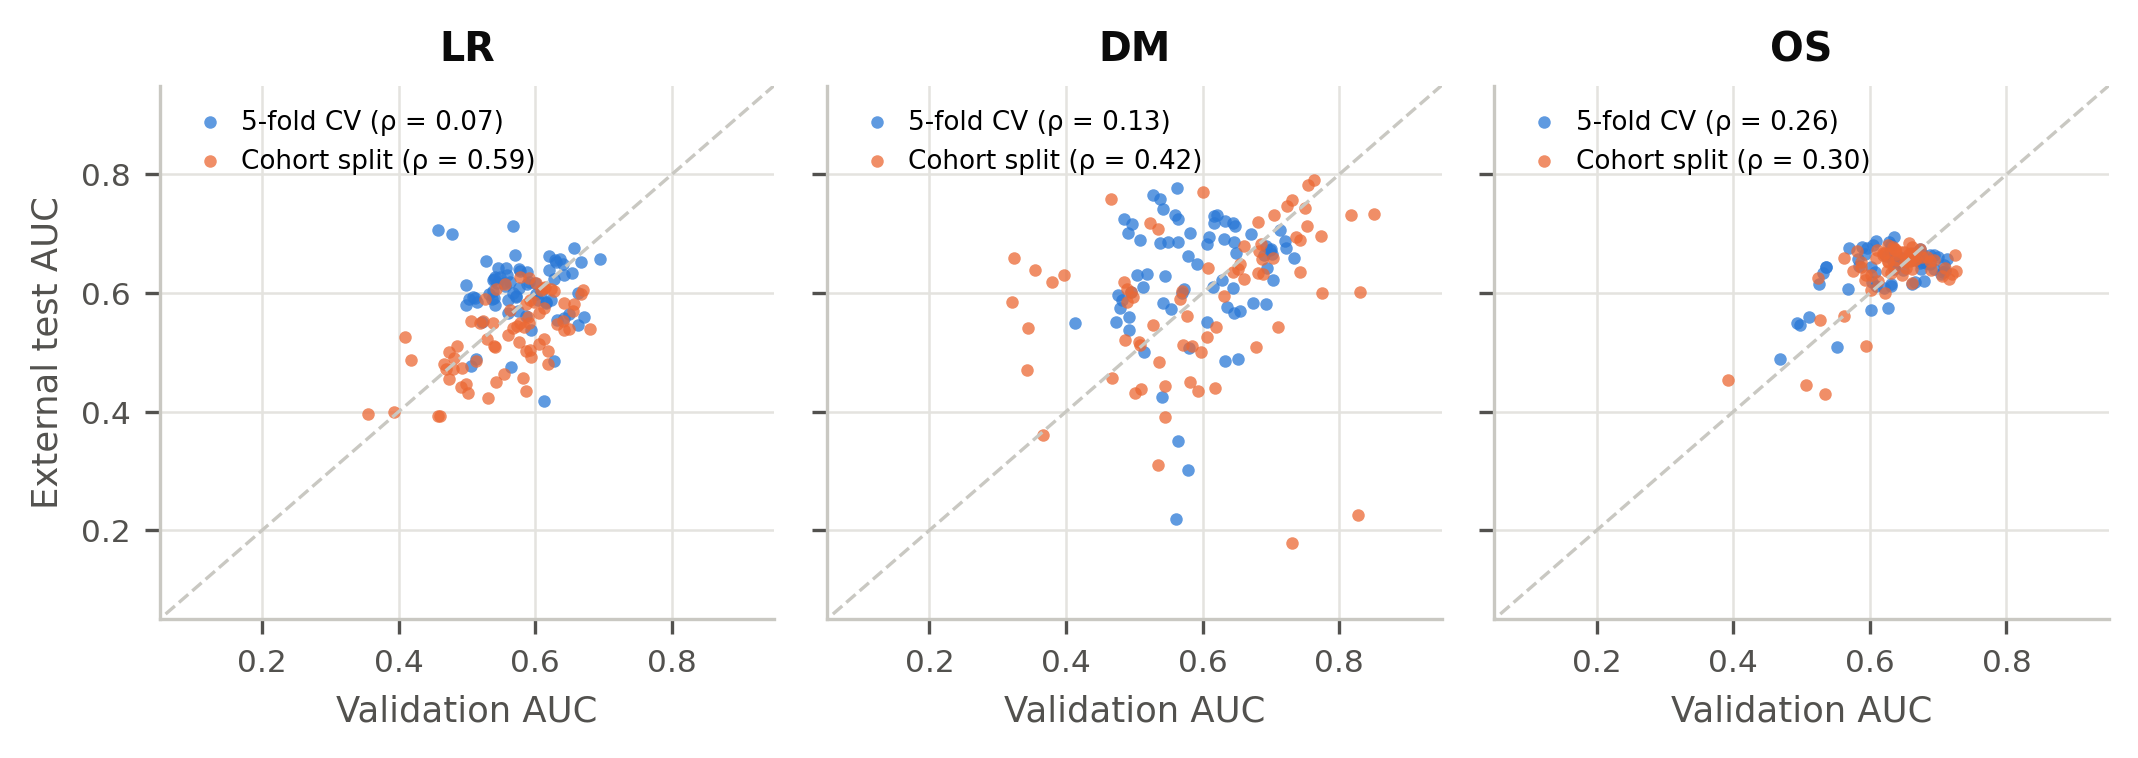 LR
DM
OS
5-fold CV (ρ = 0.07)
Cohort split (ρ = 0.59)
5-fold CV (ρ = 0.13)
Cohort split (ρ = 0.42)
5-fold CV (ρ = 0.26)
Cohort split (ρ = 0.30)
External test AUC
0.8
0.6
0.4
0.2
0.2 0.4 0.6 0.8
0.2 0.4 0.6 0.8
0.2 0.4 0.6 0.8
Validation AUC
Validation AUC
Validation AUC